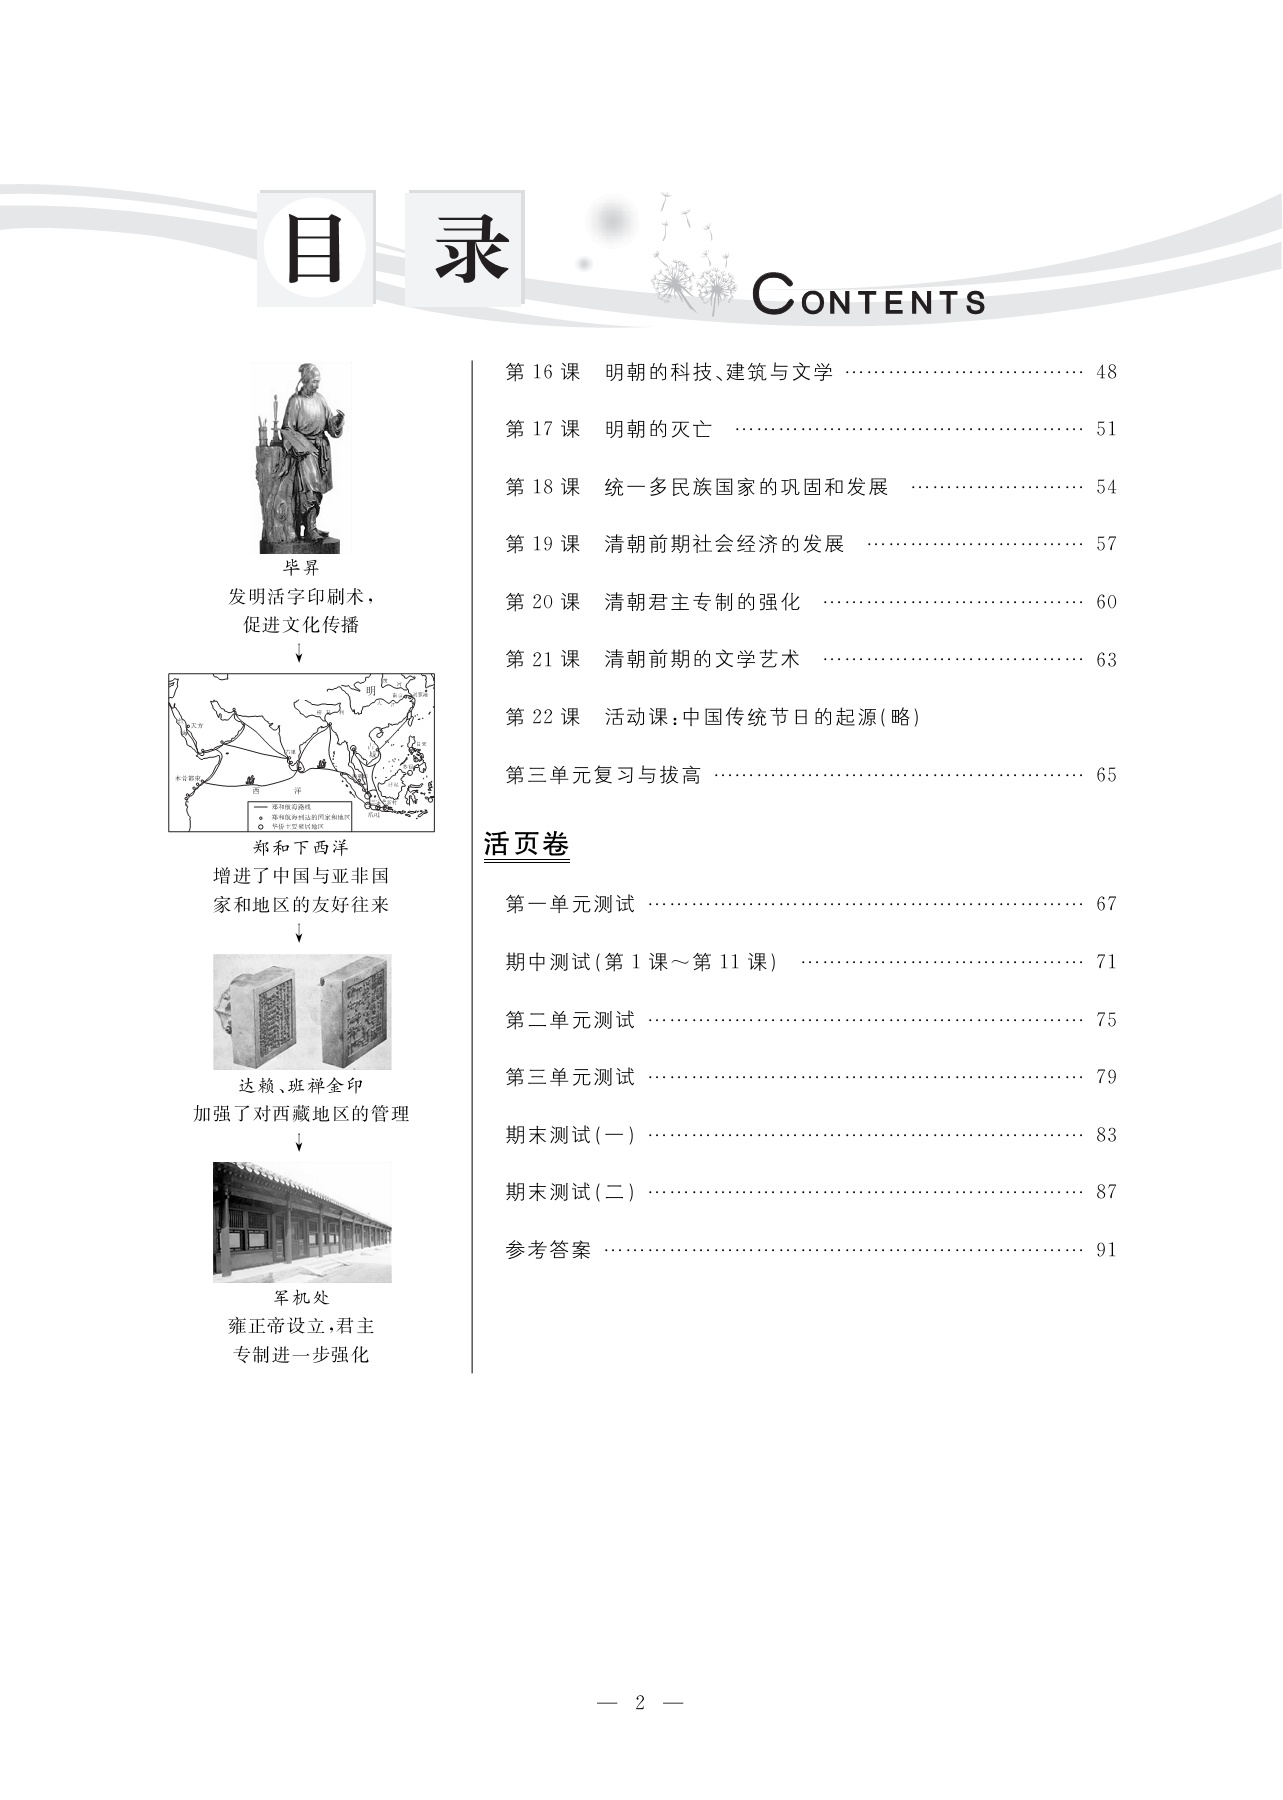 目 录
CONTENTS
毕昇
发明活字印刷术，
促进文化传播
明
天方
木骨都束
古里
西 洋
郑和航海路线
郑和航海到达的国家和地区
华侨主要聚居地区
郑和下西洋
增进了中国与亚非国
家和地区的友好往来
达赖、班禅金印
加强了对西藏地区的管理
军机处
雍正帝设立，君主
专制进一步强化
第 16 课 明朝的科技、建筑与文学 …………………………… 48
第 17 课 明朝的灭亡 ………………………………………… 51
第 18 课 统一多民族国家的巩固和发展 …………………… 54
第 19 课 清朝前期社会经济的发展 ………………………… 57
第 20 课 清朝君主专制的强化 ……………………………… 60
第 21 课 清朝前期的文学艺术 ……………………………… 63
第 22 课 活动课：中国传统节日的起源（略）
第三单元复习与拔高 …………………………………………… 65
活页卷
第一单元测试 …………………………………………………… 67
期中测试（第 1 课～第 11 课） ………………………………… 71
第二单元测试 …………………………………………………… 75
第三单元测试 …………………………………………………… 79
期末测试（一） …………………………………………………… 83
期末测试（二） …………………………………………………… 87
参考答案 ………………………………………………………… 91
— 2 —